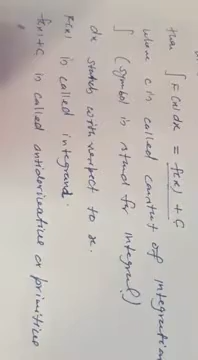 then ∫ F(x) dx = f(x) + C
where c is called constant of integration
∫ (symbol is stand for integral)
dx stands with respect to x.
F(x) is called integrand.
f(x) + C is called antiderivative or primitive